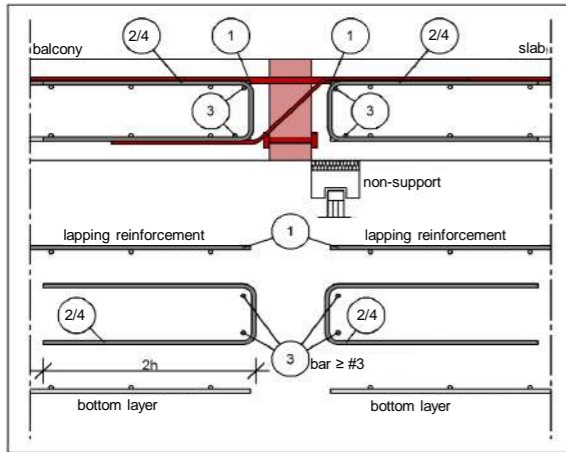 2/4 1 1 2/4
balcony slab
3 3
non-support
lapping reinforcement 1 lapping reinforcement
2/4 2/4
3 bar ≥ #3
2h
bottom layer bottom layer